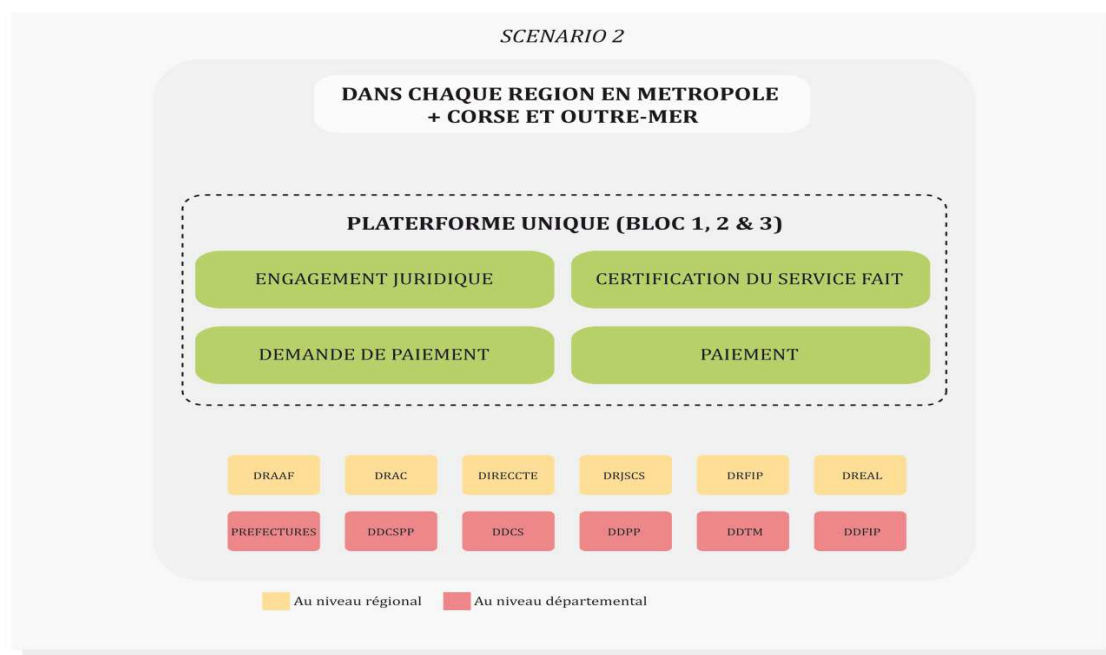 SCENARIO 2
DANS CHAQUE REGION EN METROPOLE
+ CORSE ET OUTRE-MER
PLATERFORME UNIQUE (BLOC 1, 2 & 3)
ENGAGEMENT JURIDIQUE
CERTIFICATION DU SERVICE FAIT
DEMANDE DE PAIEMENT
PAIEMENT
DRAAF
DRAC
DIRECCTE
DRJSCS
DRFIP
DREAL
PREFECTURES
DDCSPP
DDCS
DDPP
DDTM
DDFIP
Au niveau régional
Au niveau départemental